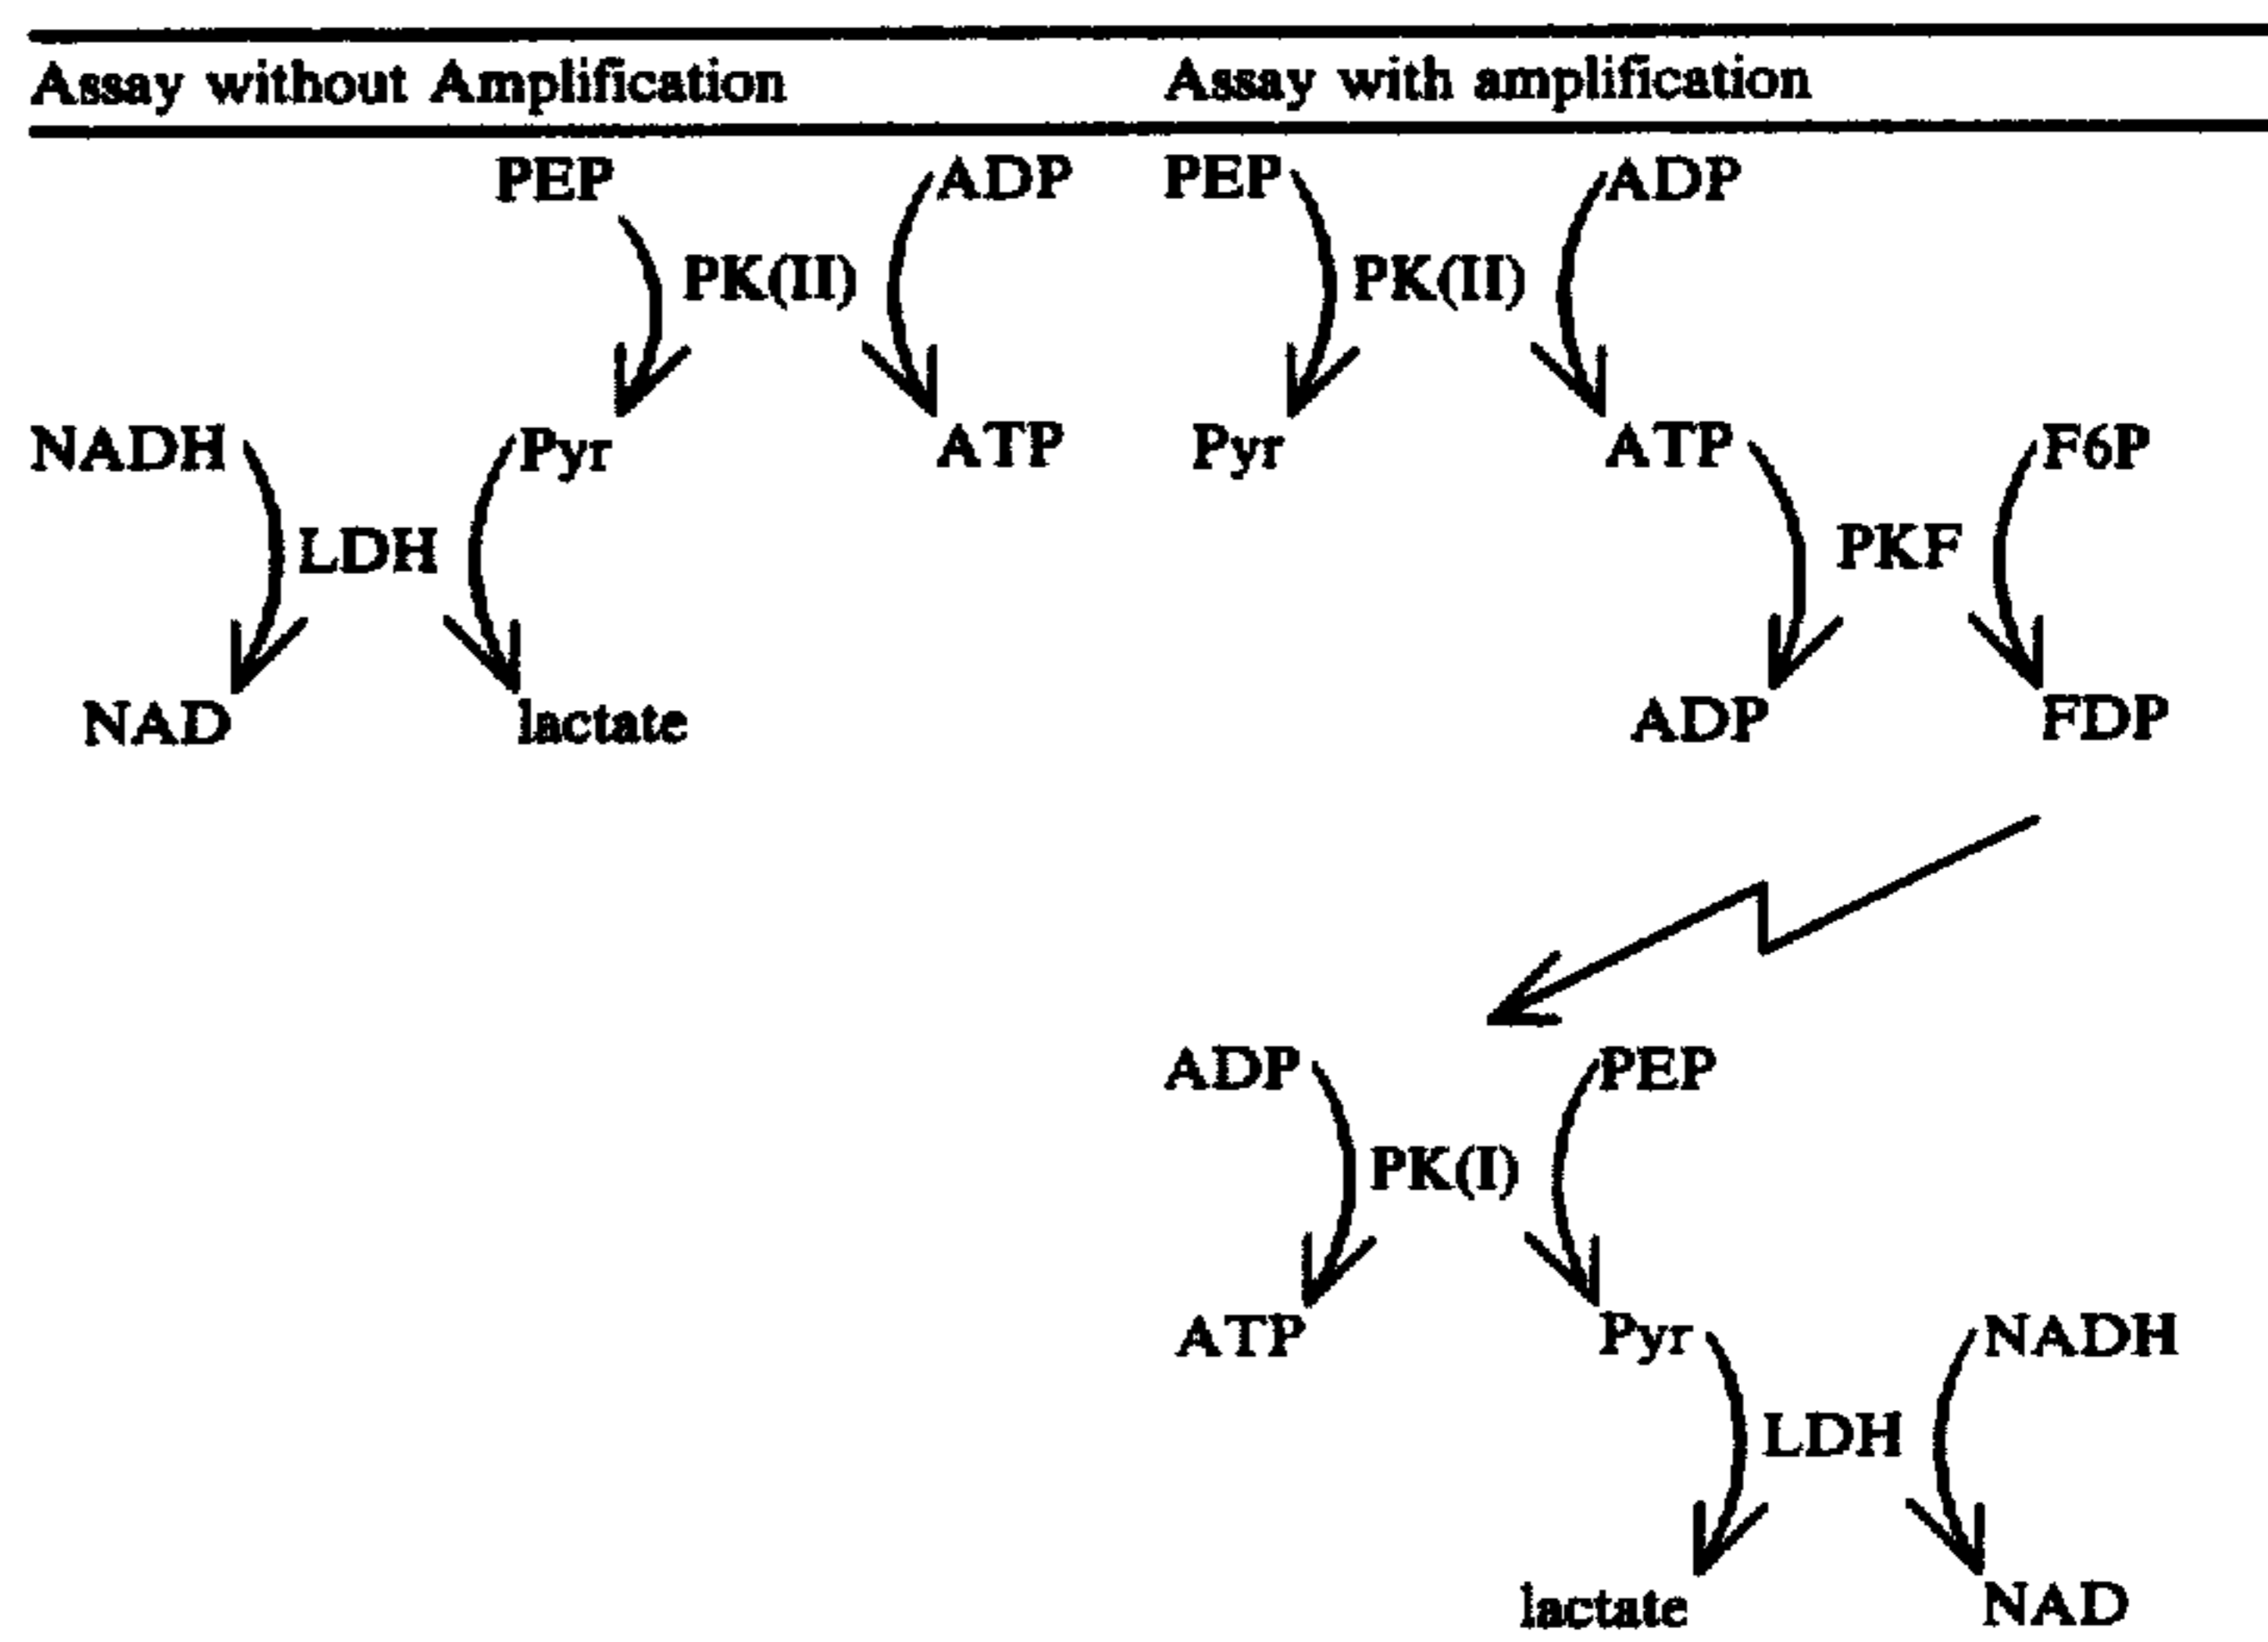 Assay without Amplification Assay with amplification
PEP ADP PEP ADP
PK(II) PK(II)
NADH Pyr ATP Pyr ATP F6P
LDH PKF
NAD lactate ADP FDP
ADP PEP
PK(I)
ATP Pyr NADH
LDH
lactate NAD